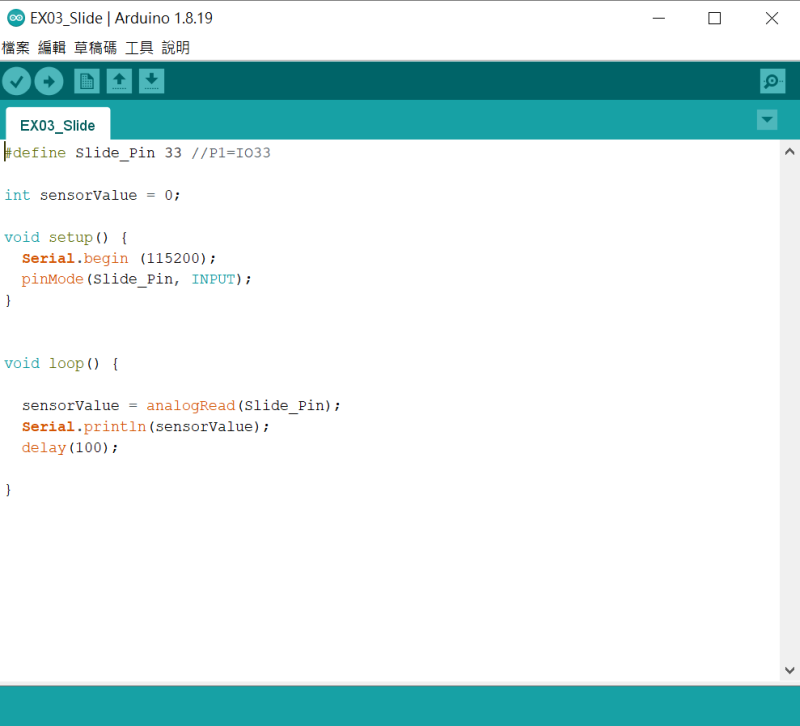 EX03_Slide | Arduino 1.8.19
檔案 編輯 草稿碼 工具 說明
EX03_Slide
#define Slide_Pin 33 //P1=IO33
int sensorValue = 0;
void setup() {
  Serial.begin (115200);
  pinMode(Slide_Pin, INPUT);
}
void loop() {
  sensorValue = analogRead(Slide_Pin);
  Serial.println(sensorValue);
  delay(100);
}